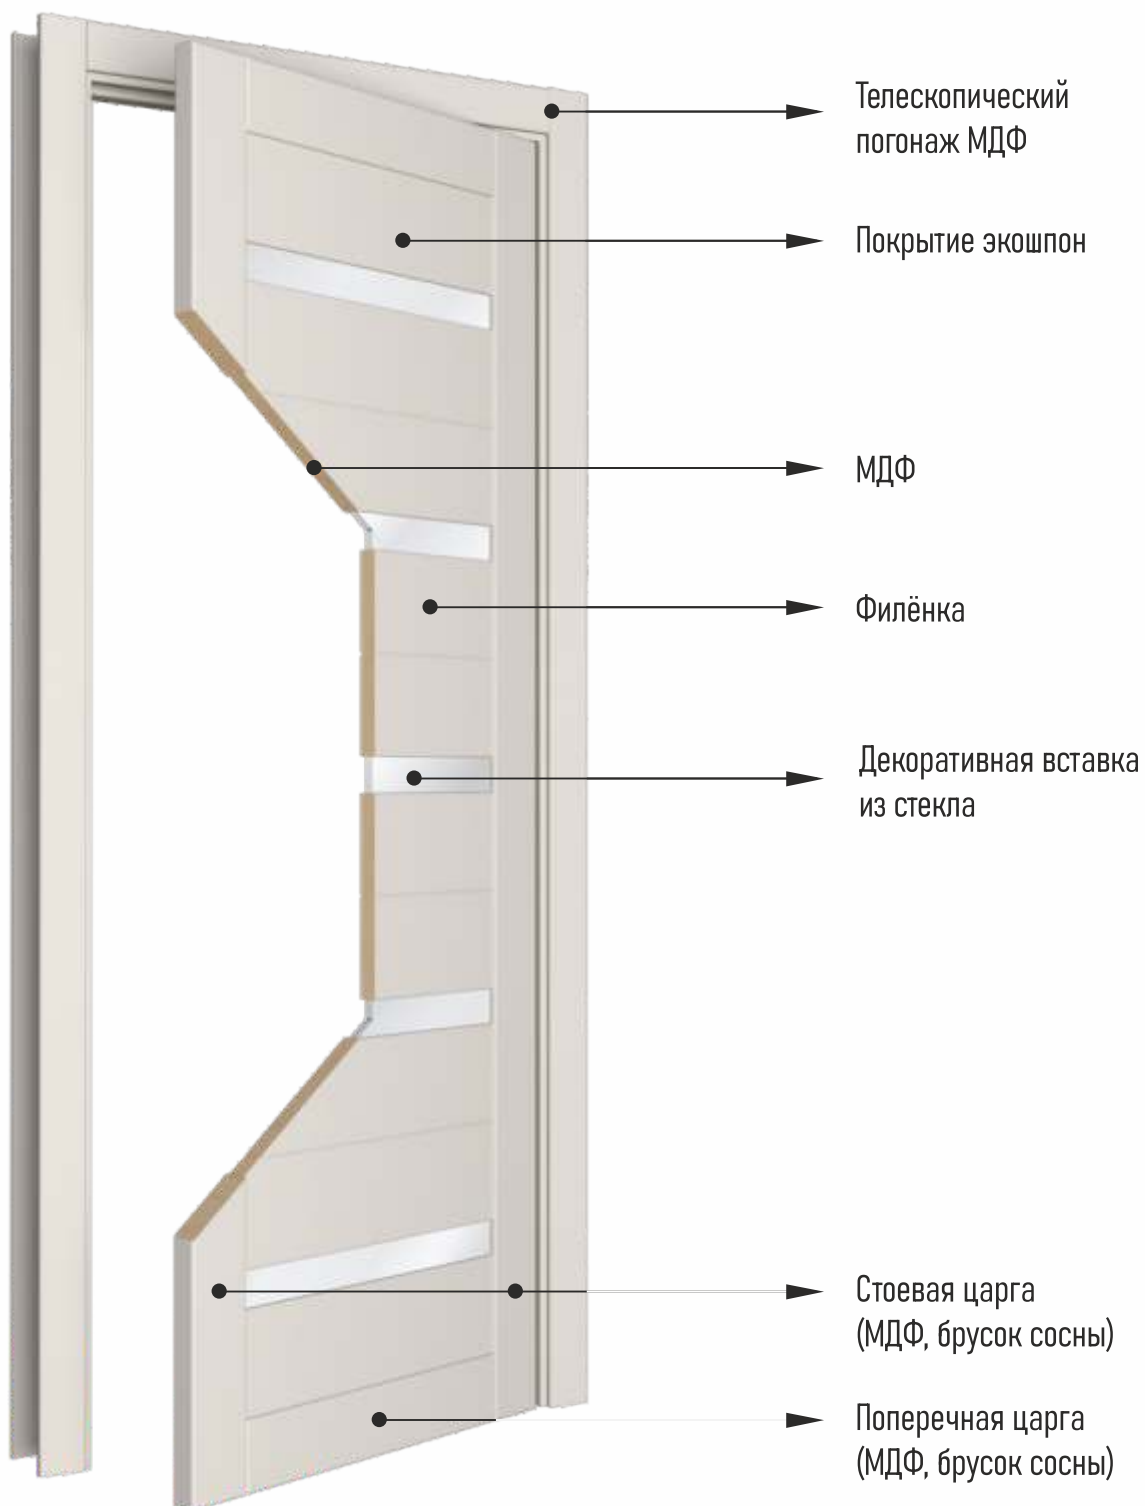 Телескопический
погонаж МДФ
Покрытие экошпон
МДФ
Филёнка
Декоративная вставка
из стекла
Стоевая царга
(МДФ, брусок сосны)
Поперечная царга
(МДФ, брусок сосны)